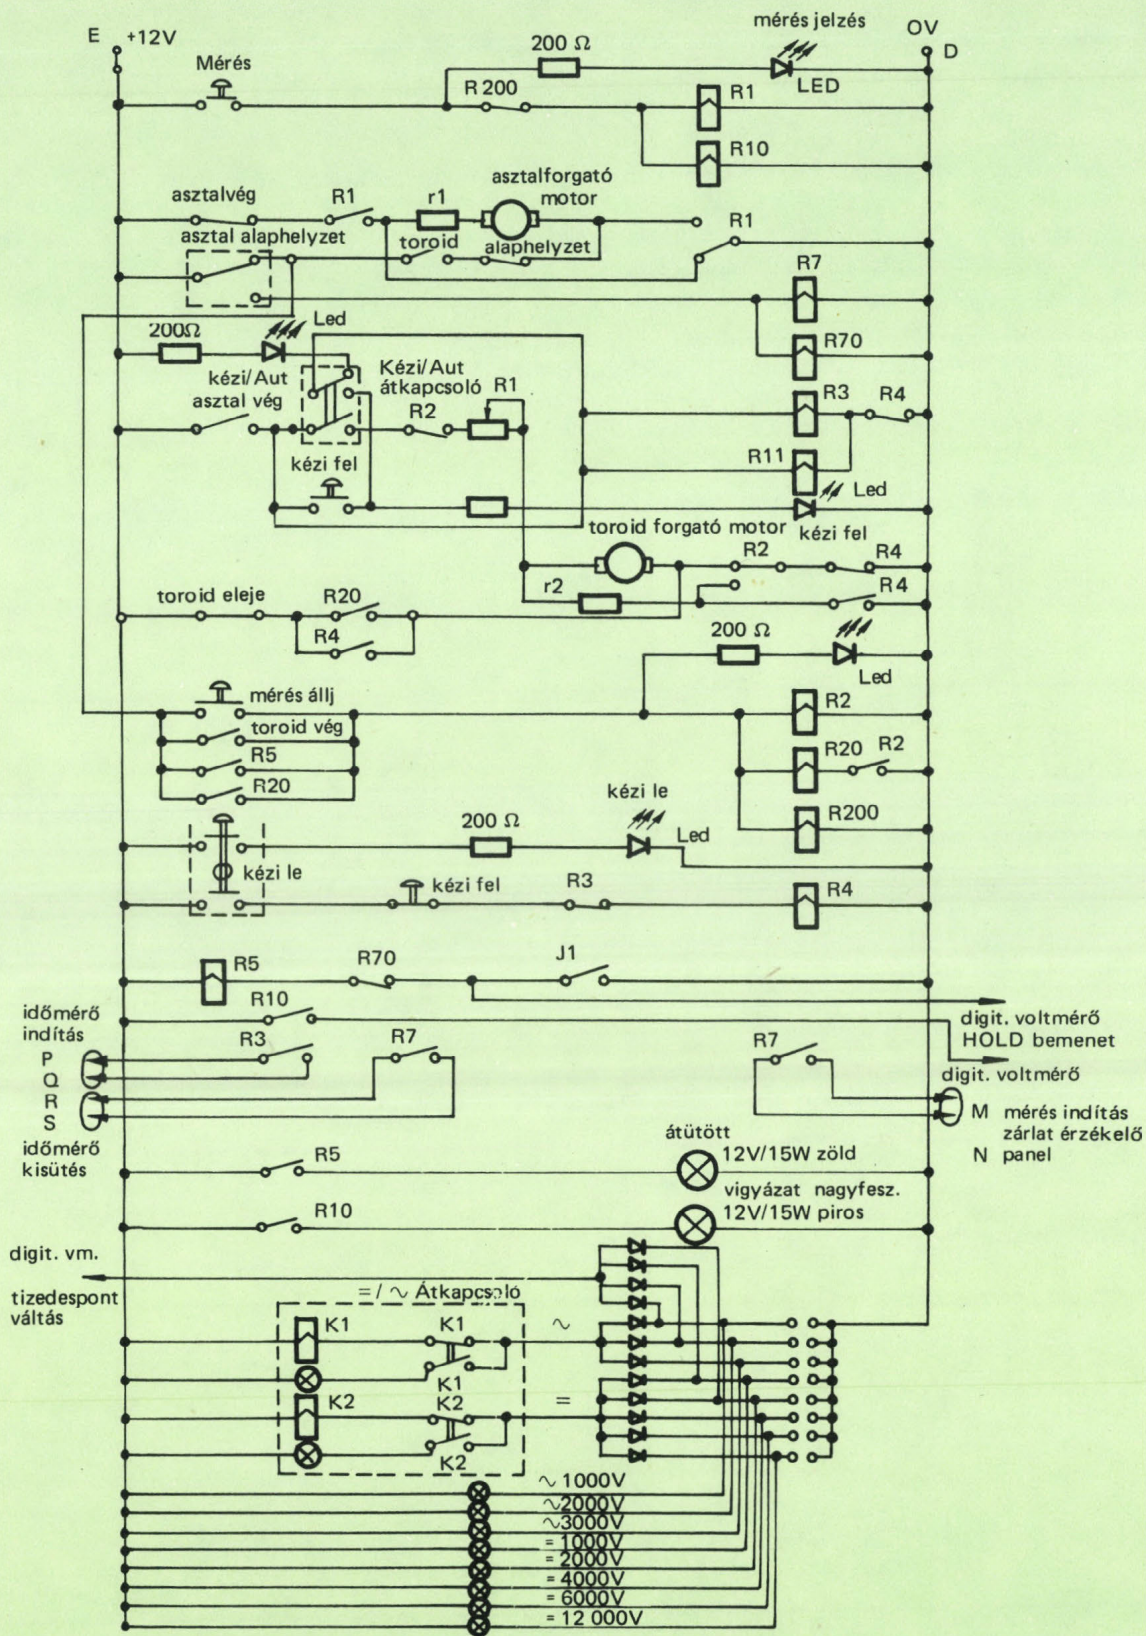 E +12V
Mérés
200 Ω
mérés jelzés
LED
OV
D
R 200
R1
R10
asztalvég
R1
r1
asztalforgató
motor
R1
asztal alaphelyzet
toroid
alaphelyzet
R7
R70
200Ω
Led
kézi/Aut
asztal vég
Kézi/Aut
átkapcsoló
R1
R2
R3
R4
R11
kézi fel
Led
kézi fel
toroid forgató motor
R2
R4
r2
R4
toroid eleje
R20
R4
200 Ω
Led
mérés állj
toroid vég
R5
R20
R2
R20
R2
R200
kézi le
200 Ω
Led
kézi le
kézi fel
R3
R4
R5
R70
J1
R10
időmérő
indítás
P
Q
R
S
időmérő
kisütés
R3
R7
R7
digit. voltmérő
HOLD bemenet
digit. voltmérő
M mérés indítás
zárlat érzékelő
N panel
R5
átütött
12V/15W zöld
R10
vigyázat nagyfesz.
12V/15W piros
digit. vm.
tizedespont
váltás
= / ∿ Átkapcsoló
K1
K1
K1
∿
K2
K2
K2
=
∿ 1000V
∿2000V
∿3000V
= 1000V
= 2000V
= 4000V
= 6000V
= 12 000V